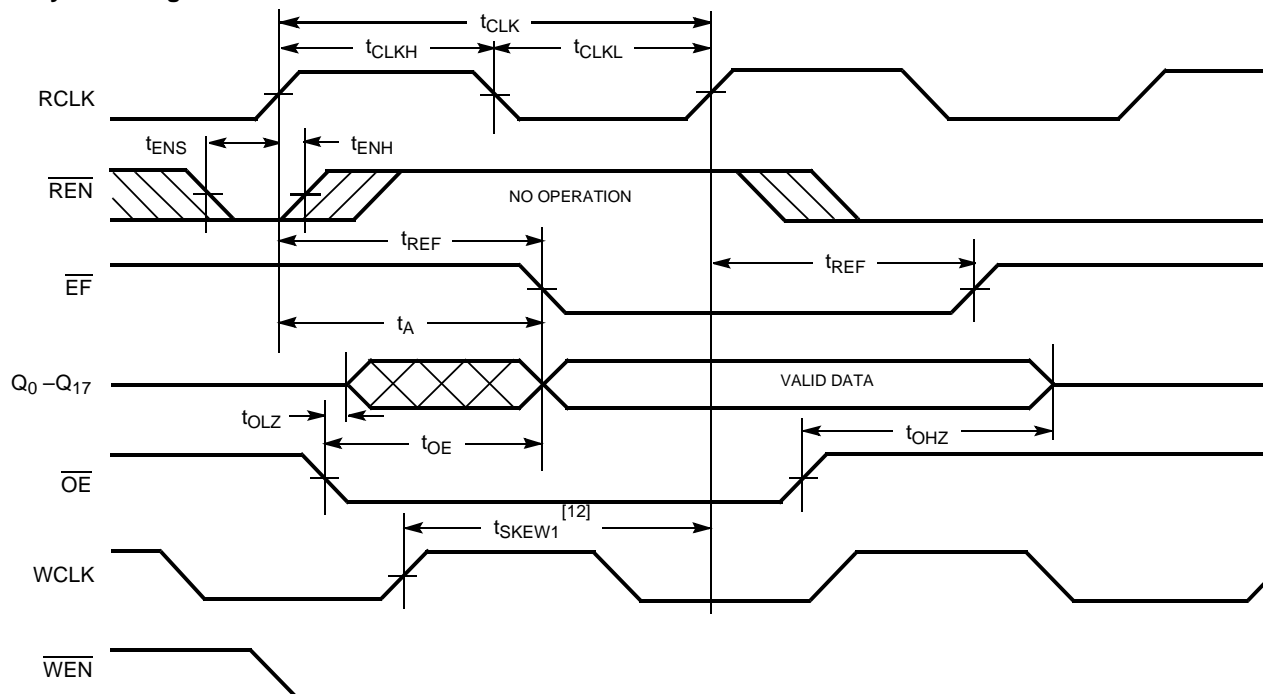 tCLK
tCLKH
tCLKL
RCLK
tENS
tENH
REN
NO OPERATION
tREF
tREF
EF
tA
Q0 –Q17
VALID DATA
tOLZ
tOE
tOHZ
OE
tSKEW1[12]
WCLK
WEN